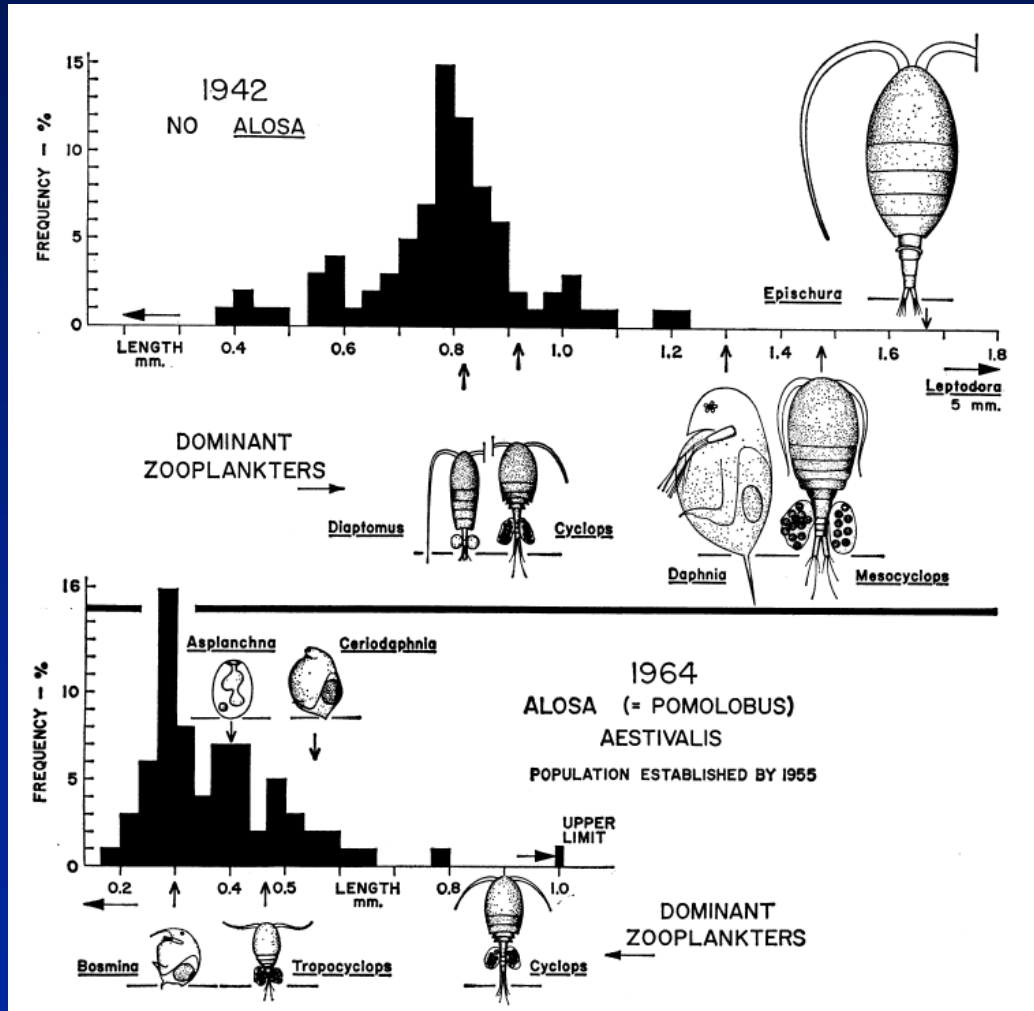 15
1942
NO ALOSA
10
5
0
FREQUENCY – %
LENGTH
mm.
0.4
0.6
0.8
1.0
1.2
1.4
1.6
1.8
Epischura
Leptodora
5 mm.
DOMINANT
ZOOPLANKTERS
Diaptomus
Cyclops
Daphnia
Mesocyclops
16
10
5
0
FREQUENCY – %
Asplanchna
Ceriodaphnia
1964
ALOSA (= POMOLOBUS)
AESTIVALIS
POPULATION ESTABLISHED BY 1955
UPPER
LIMIT
0.2
0.4
0.5
LENGTH
mm.
0.8
1.0
Bosmina
Tropocyclops
Cyclops
DOMINANT
ZOOPLANKTERS